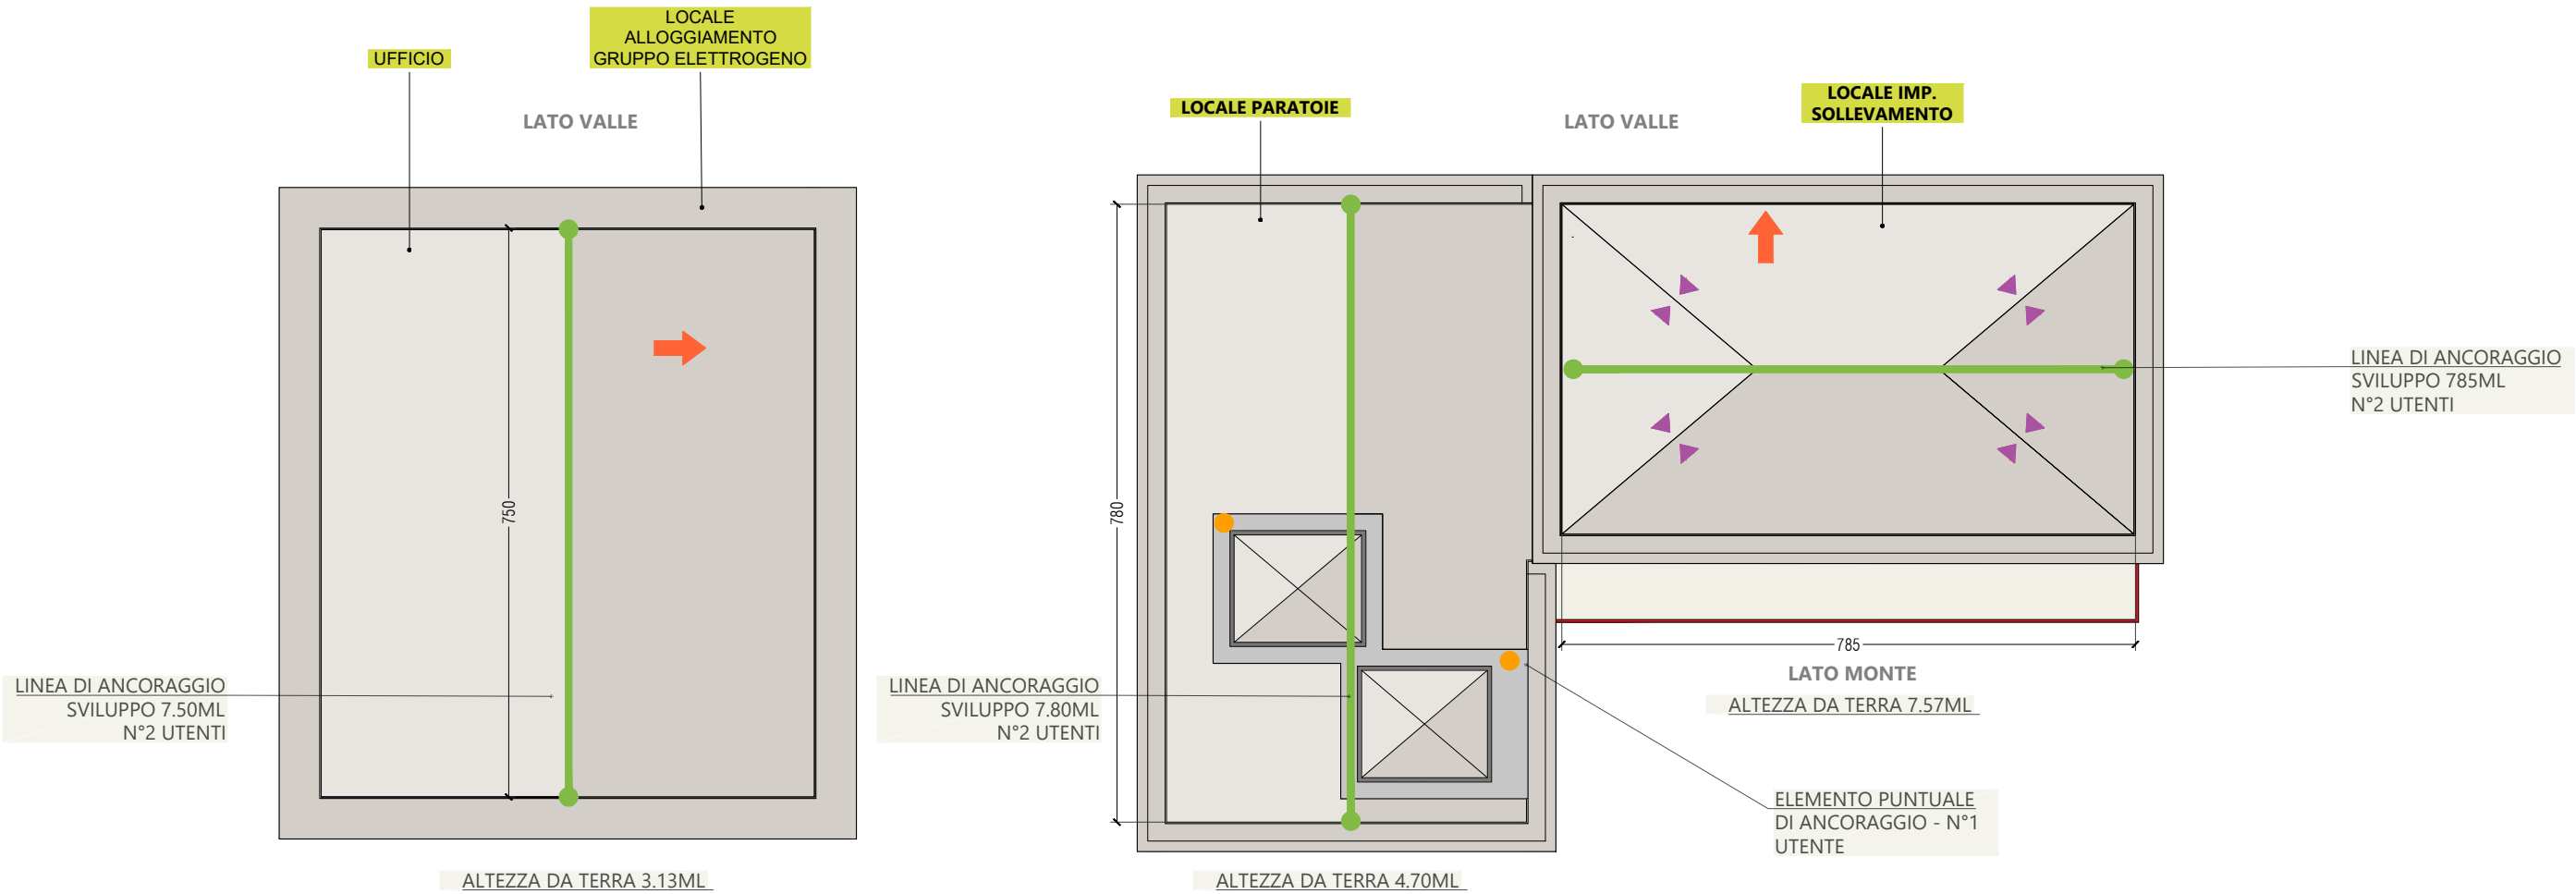 LOCALE
ALLOGGIAMENTO
GRUPPO ELETTROGENO
UFFICIO
LATO VALLE
750
LINEA DI ANCORAGGIO
SVILUPPO 7.50ML
N°2 UTENTI
ALTEZZA DA TERRA 3.13ML
LOCALE PARATOIE
LATO VALLE
LOCALE IMP.
SOLLEVAMENTO
780
LINEA DI ANCORAGGIO
SVILUPPO 785ML
N°2 UTENTI
785
LATO MONTE
ALTEZZA DA TERRA 7.57ML
LINEA DI ANCORAGGIO
SVILUPPO 7.80ML
N°2 UTENTI
ELEMENTO PUNTUALE
DI ANCORAGGIO - N°1
UTENTE
ALTEZZA DA TERRA 4.70ML